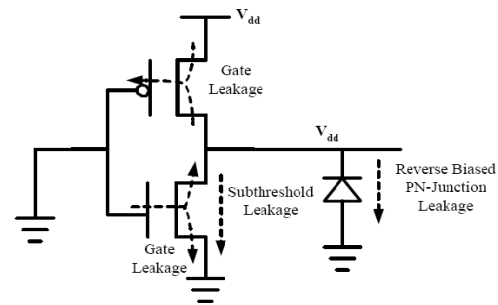 Vdd
Gate
Leakage
Vdd
Reverse Biased
PN-Junction
Leakage
Subthreshold
Leakage
Gate
Leakage